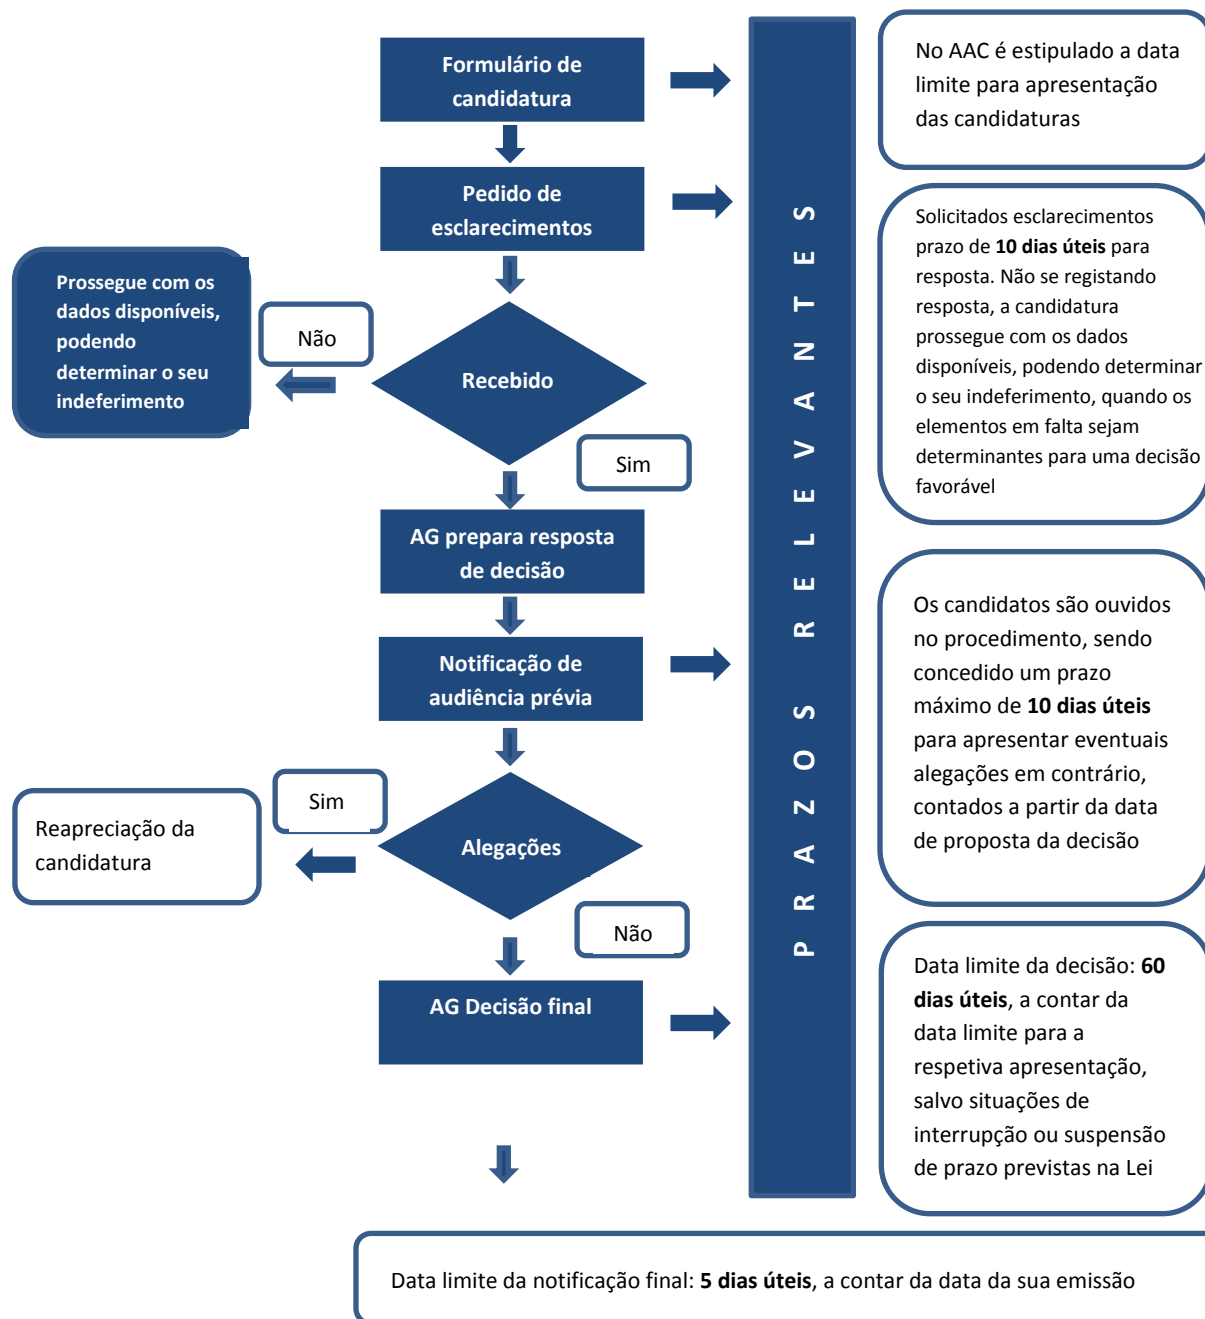 Formulário de
candidatura
No AAC é estipulado a data
limite para apresentação
das candidaturas
Pedido de
esclarecimentos
Solicitados esclarecimentos
prazo de 10 dias úteis para
resposta. Não se registando
resposta, a candidatura
prossegue com os dados
disponíveis, podendo determinar
o seu indeferimento, quando os
elementos em falta sejam
determinantes para uma decisão
favorável
Prossegue com os
dados disponíveis,
podendo
determinar o seu
indeferimento
Não
Recebido
Sim
AG prepara resposta
de decisão
Notificação de
audiência prévia
Os candidatos são ouvidos
no procedimento, sendo
concedido um prazo
máximo de 10 dias úteis
para apresentar eventuais
alegações em contrário,
contados a partir da data
de proposta da decisão
Sim
Reapreciação da
candidatura
Alegações
Não
AG Decisão final
Data limite da decisão: 60
dias úteis, a contar da
data limite para a
respetiva apresentação,
salvo situações de
interrupção ou suspensão
de prazo previstas na Lei
PRAZOS RELEVANTES
Data limite da notificação final: 5 dias úteis, a contar da data da sua emissão